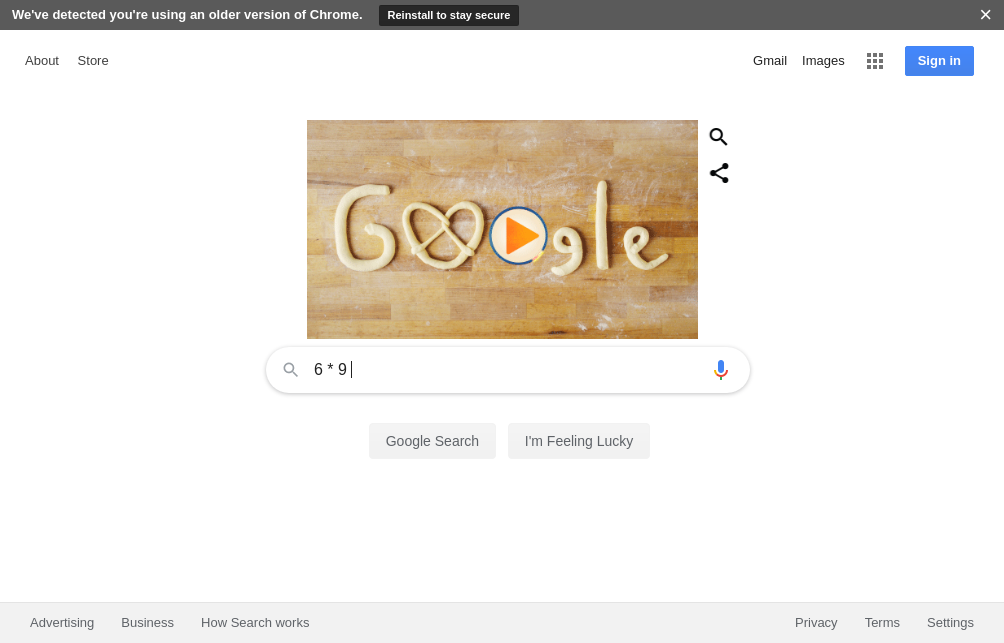 We've detected you're using an older version of Chrome. Reinstall to stay secure
About Store Gmail Images Sign in
Google
6 * 9
Google Search I'm Feeling Lucky
Advertising Business How Search works Privacy Terms Settings